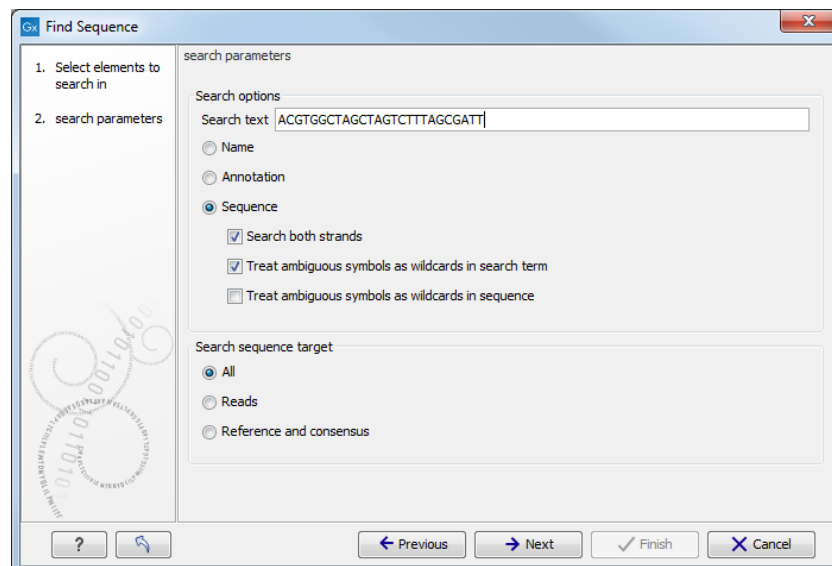 Gx Find Sequence
1. Select elements to
search in
2. search parameters
search parameters
Search options
Search text ACGTGGCTAGCTAGTCTTTAGCGATT
Name
Annotation
Sequence
Search both strands
Treat ambiguous symbols as wildcards in search term
Treat ambiguous symbols as wildcards in sequence
Search sequence target
All
Reads
Reference and consensus
? Previous Next Finish Cancel